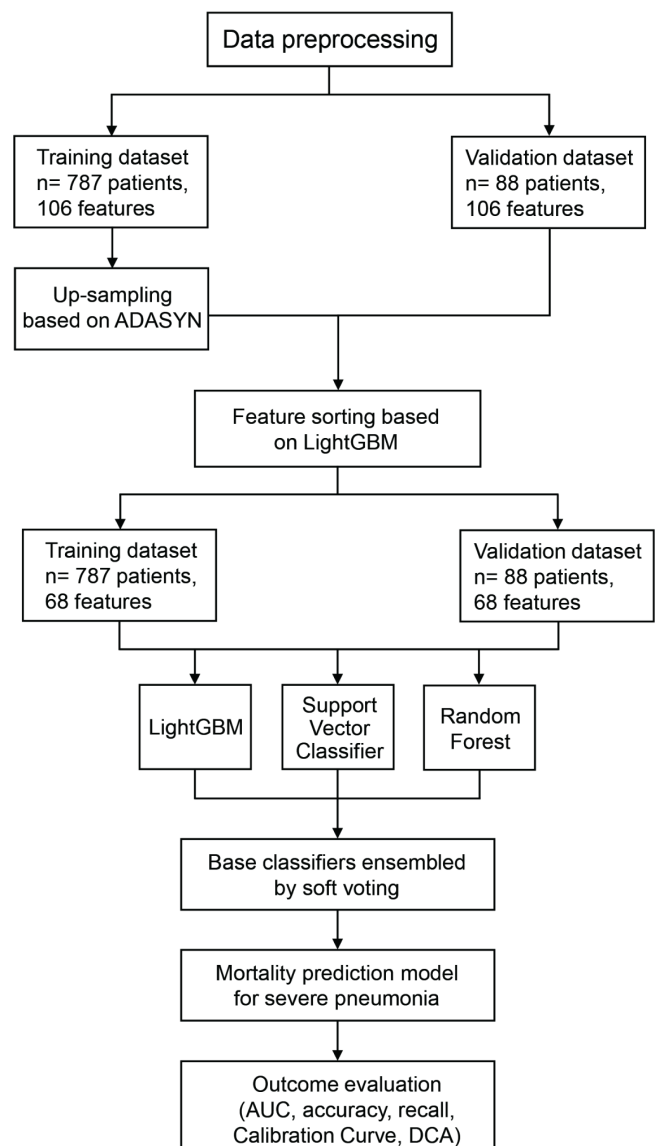 Data preprocessing
Training dataset
n= 787 patients,
106 features
Validation dataset
n= 88 patients,
106 features
Up-sampling
based on ADASYN
Feature sorting based
on LightGBM
Training dataset
n= 787 patients,
68 features
Validation dataset
n= 88 patients,
68 features
LightGBM
Support
Vector
Classifier
Random
Forest
Base classifiers ensembled
by soft voting
Mortality prediction model
for severe pneumonia
Outcome evaluation
(AUC, accuracy, recall,
Calibration Curve, DCA)